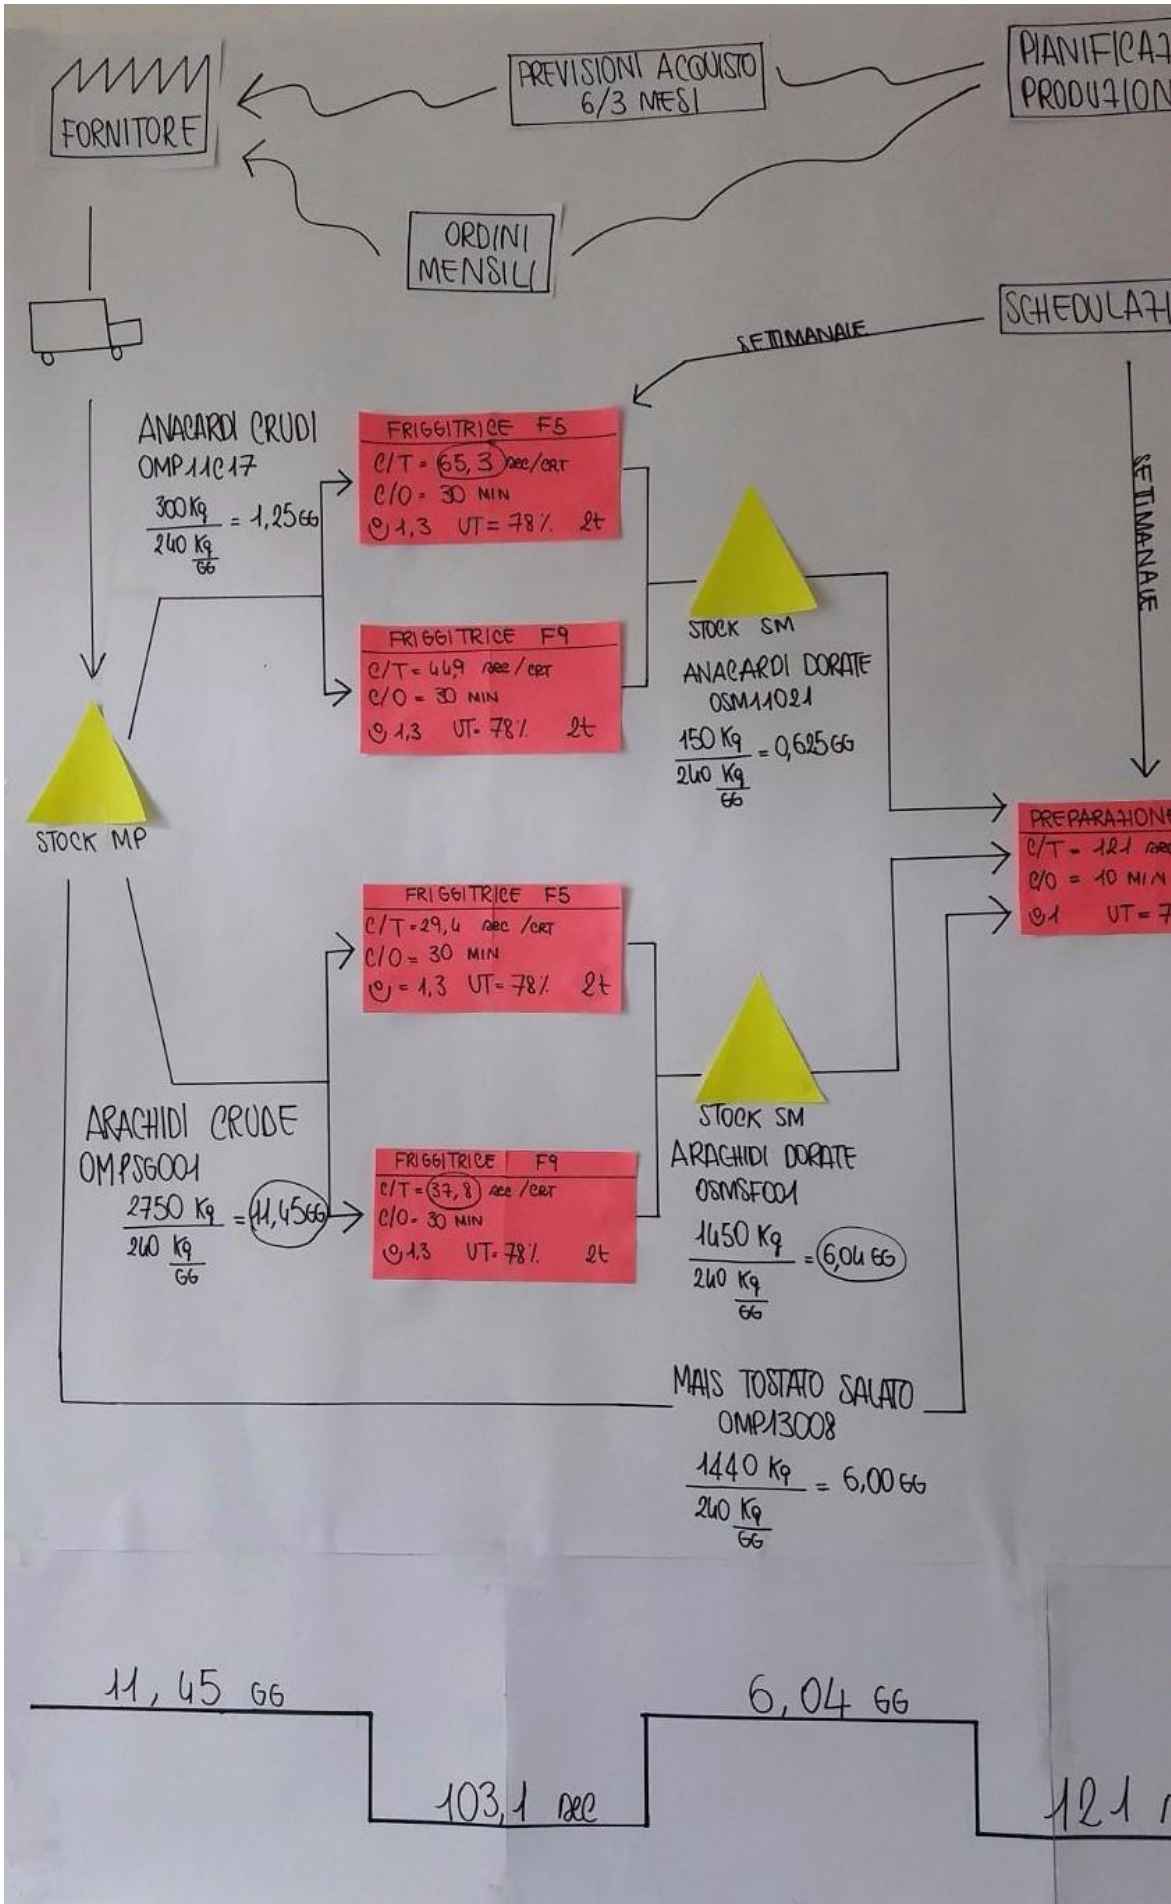 FORNITORE
PREVISIONI ACQUISTO
6/3 MESI
PIANIFICAZ
PRODUZION
ORDINI
MENSILI
SCHEDULAZI
SETTIMANALE
SETTIMANALE
ANACARDI CRUDI
OMP11C17
300 Kg
240 Kg
GG
= 1,25 GG
FRIGGITRICE F5
C/T = 65,3 sec/CRT
C/O = 30 MIN
1,3 UT = 78% 2t
FRIGGITRICE F9
C/T = 44,9 sec/CRT
C/O = 30 MIN
1,3 UT = 78% 2t
STOCK SM
ANACARDI DORATE
OSM11021
150 Kg
240 Kg
GG
= 0,625 GG
STOCK MP
PREPARAZIONE
C/T = 121 sec
C/O = 10 MIN
1 UT = 7
FRIGGITRICE F5
C/T = 29,4 sec /CRT
C/O = 30 MIN
= 1,3 UT = 78% 2t
STOCK SM
ARACHIDI DORATE
OSMSF001
1450 Kg
240 Kg
GG
= 6,04 GG
ARACHIDI CRUDE
OMPSG001
2750 Kg
240 Kg
GG
= 11,45 GG
FRIGGITRICE F9
C/T = 37,8 sec/CRT
C/O = 30 MIN
1,3 UT = 78% 2t
MAIS TOSTATO SALATO
OMP13008
1440 Kg
240 Kg
GG
= 6,00 GG
11,45 GG
103,1 sec
6,04 GG
121